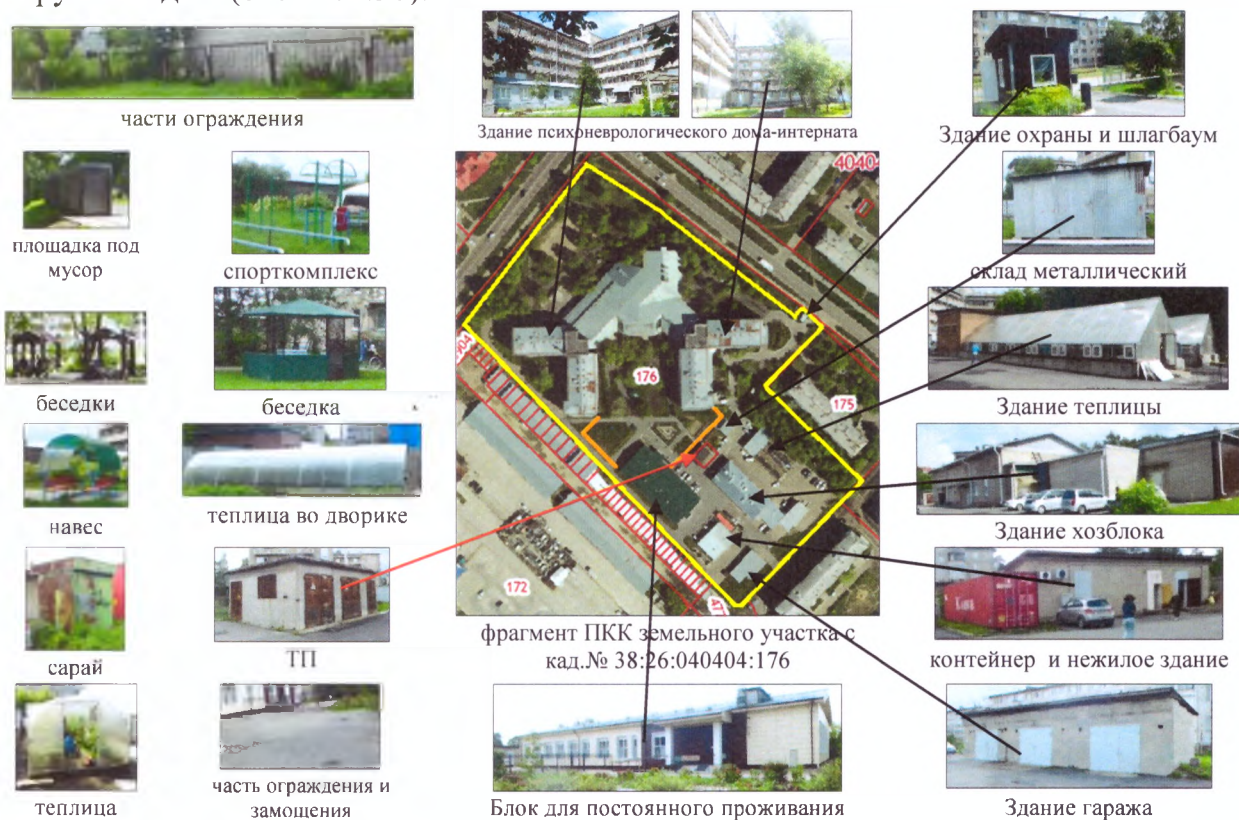 части ограждения
Здание психоневрологического дома-интерната
Здание охраны и шлагбаум
площадка под
мусор
спорткомплекс
склад металлический
беседки
беседка
Здание теплицы
навес
теплица во дворике
Здание хозблока
сарай
ТП
контейнер и нежилое здание
теплица
часть ограждения и
замощения
4040
176
175
172
фрагмент ПКК земельного участка с
кад.№ 38:26:040404:176
Блок для постоянного проживания
Здание гаража